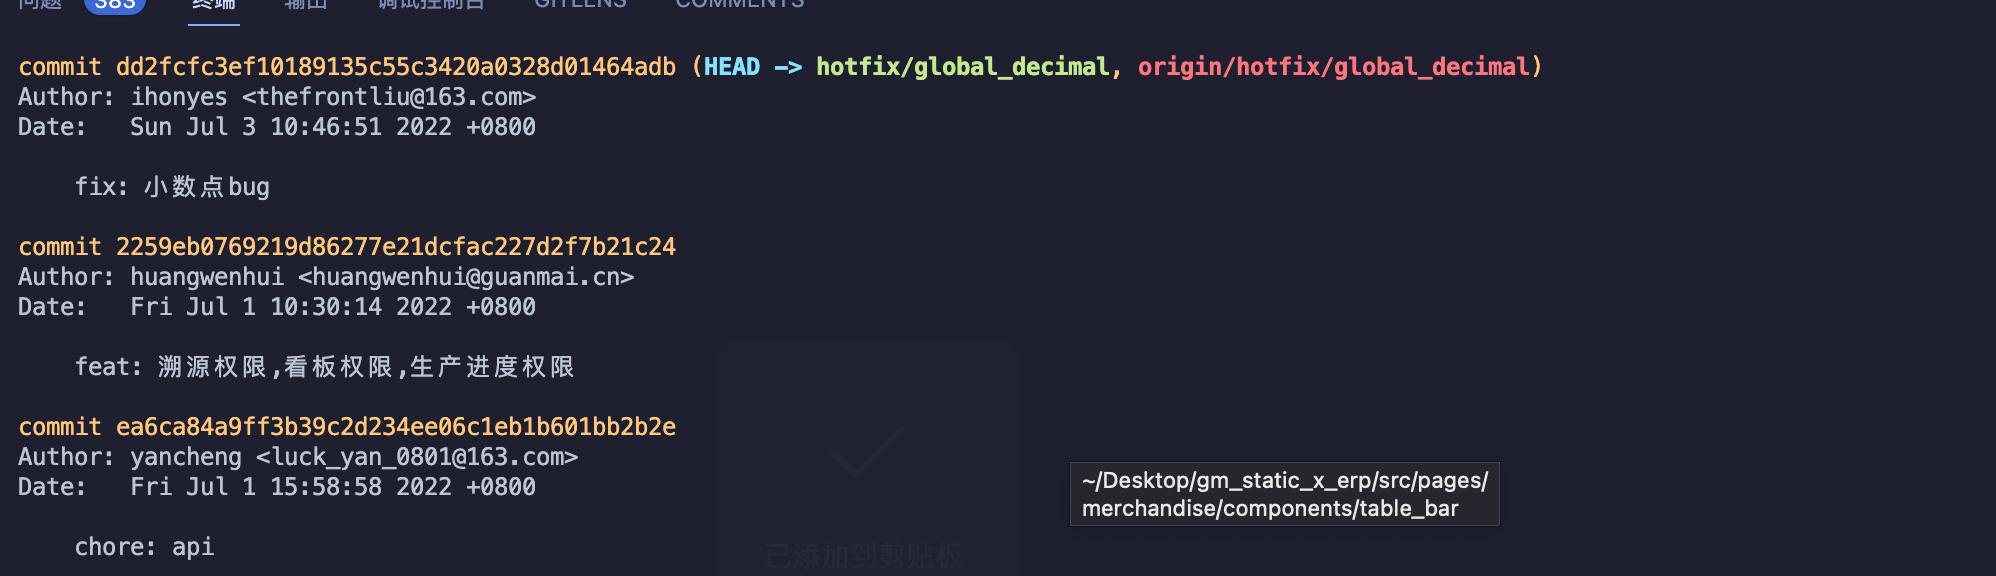 问题 383 终端 输出 调试控制台 GITLENS COMMENTS
commit dd2fcfc3ef10189135c55c3420a0328d01464adb (HEAD -> hotfix/global_decimal, origin/hotfix/global_decimal)
Author: ihonyes <thefrontliu@163.com>
Date:   Sun Jul 3 10:46:51 2022 +0800
fix: 小数点bug
commit 2259eb0769219d86277e21dcfac227d2f7b21c24
Author: huangwenhui <huangwenhui@guanmai.cn>
Date:   Fri Jul 1 10:30:14 2022 +0800
feat: 溯源权限,看板权限,生产进度权限
commit ea6ca84a9ff3b39c2d234ee06c1eb1b601bb2b2e
Author: yancheng <luck_yan_0801@163.com>
Date:   Fri Jul 1 15:58:58 2022 +0800
~/Desktop/gm_static_x_erp/src/pages/
merchandise/components/table_bar
chore: api
已添加到剪贴板